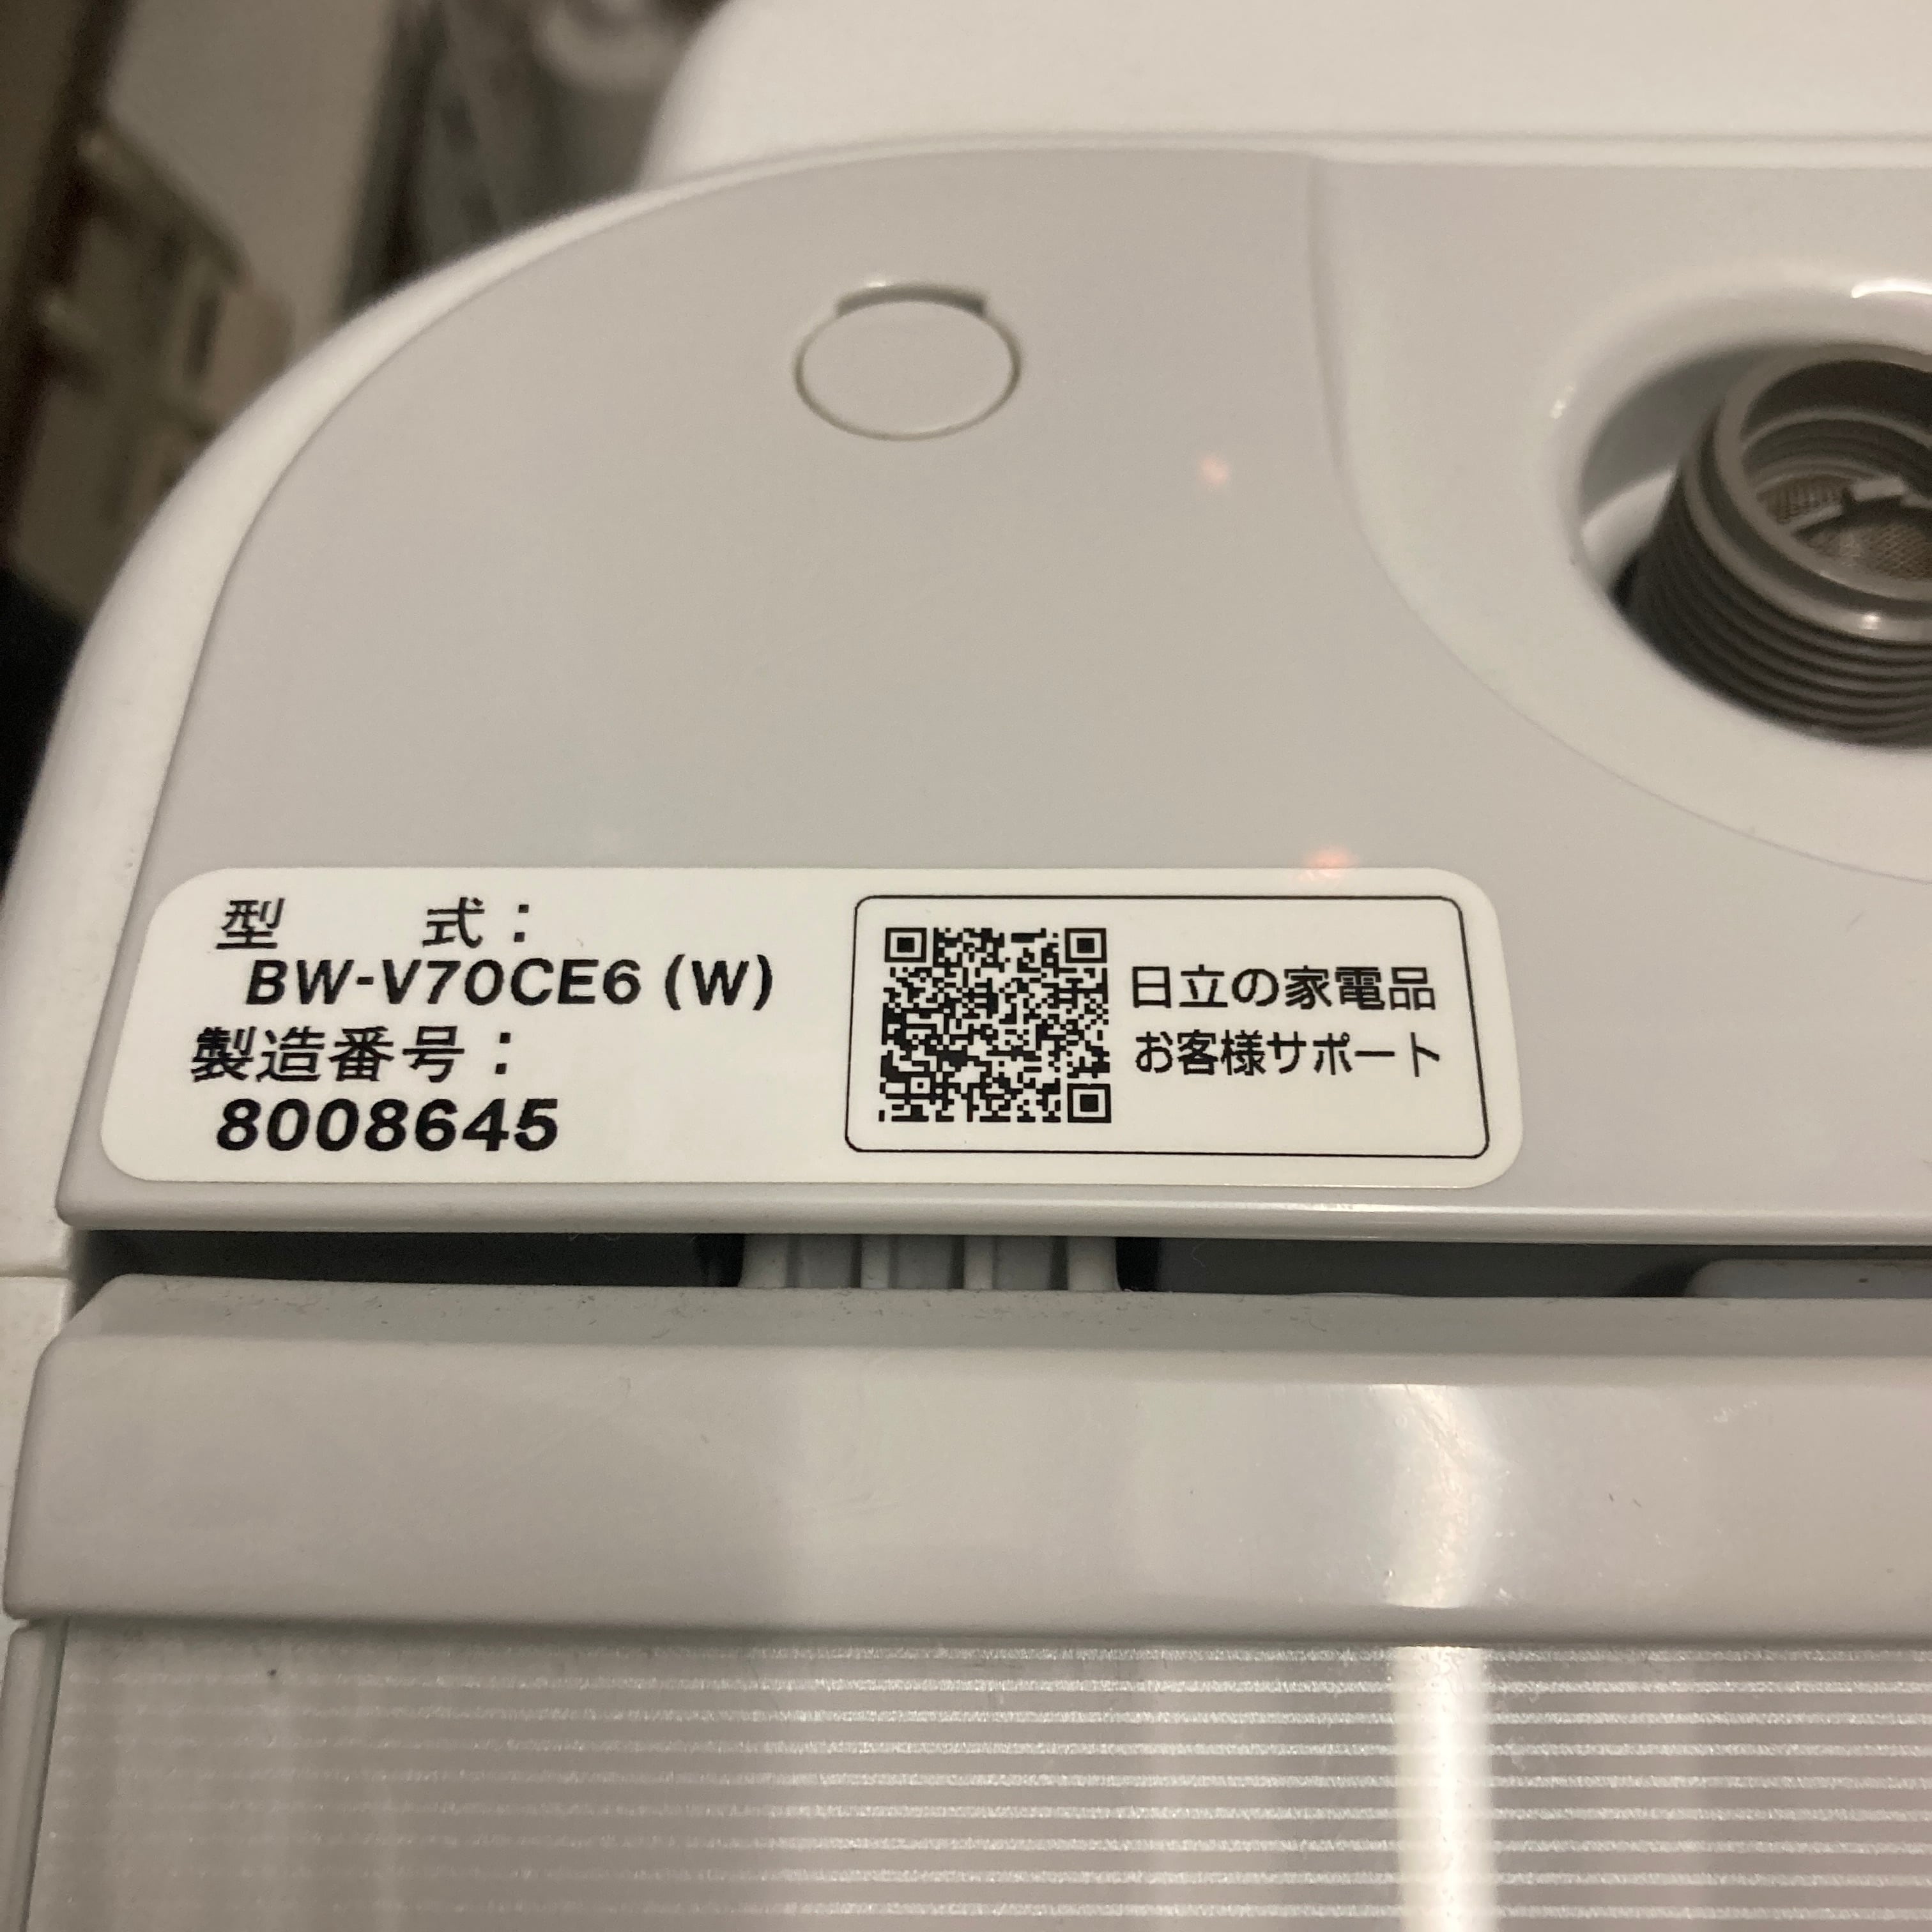 型 式：
BW-V70CE6 (W)
製造番号：
8008645
日立の家電品
お客様サポート